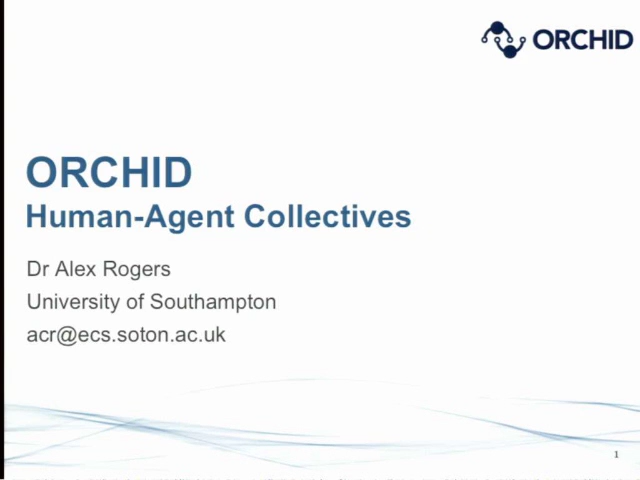 ORCHID
ORCHID
Human-Agent Collectives
Dr Alex Rogers
University of Southampton
acr@ecs.soton.ac.uk
1